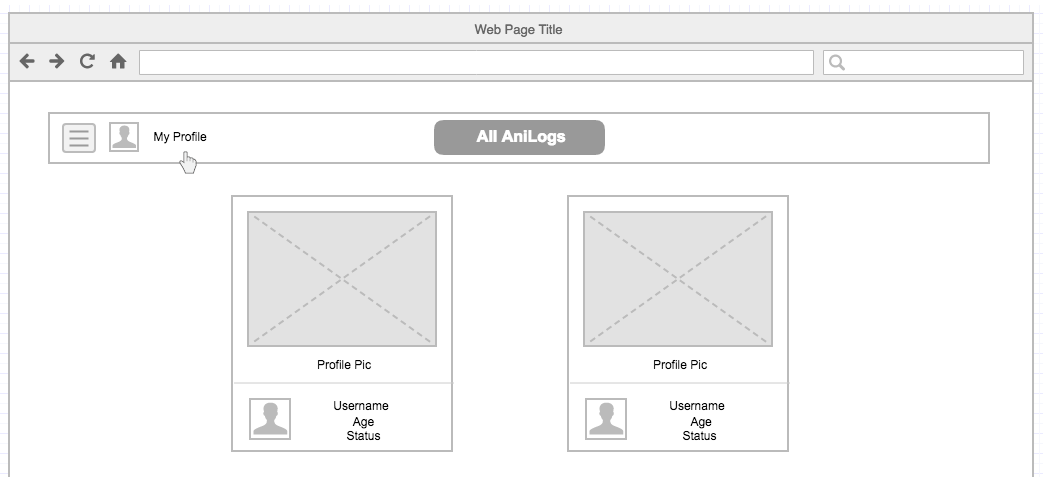 Web Page Title
My Profile
All AniLogs
Profile Pic
Username
Age
Status
Profile Pic
Username
Age
Status